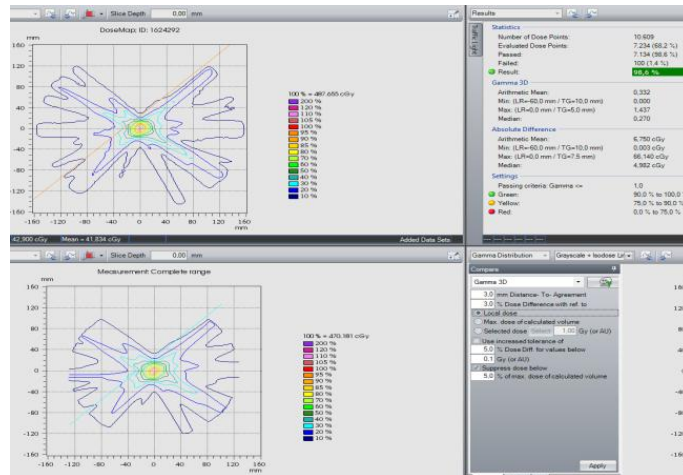 Slice Depth 0.00 mm
DoseMap: ID: 1624292
mm
160
120
80
40
0
-40
-80
-120
-160
-160 -120 -80 -40 0 40 80 120 160
mm
100 % = 487.655 cGy
200 %
120 %
110 %
105 %
100 %
95 %
90 %
85 %
80 %
70 %
60 %
50 %
40 %
30 %
20 %
10 %
42,900 cGy Mean = 41,834 cGy Added Data Sets
Results
Traffic Light
Statistics
Number of Dose Points: 10.609
Evaluated Dose Points: 7.234 (68,2 %)
Passed: 7.134 (98,6 %)
Failed: 100 (1,4 %)
Result: 98,6 %
Gamma 3D
Arithmetic Mean: 0,332
Min: (LR=-60,0 mm / TG=10,0 mm) 0.000
Max: (LR=0,0 mm / TG=5,0 mm) 1.437
Median: 0,270
Absolute Difference
Arithmetic Mean: 6,750 cGy
Min: (LR=-60,0 mm / TG=10,0 mm) 0.003 cGy
Max: (LR=0,0 mm / TG=7,5 mm) 66,140 cGy
Median: 4,982 cGy
Settings
Passing criteria: Gamma <= 1,0
Green: 90,0 % to 100,0
Yellow: 75,0 % to 90,0
Red: 0,0 % to 75,0 %
Slice Depth 0.00 mm
Measurement: Complete range
mm
160
120
80
40
0
-40
-80
-120
-160
-160 -120 -80 -40 0 40 80 120 160
mm
100 % = 470.181 cGy
200 %
120 %
110 %
105 %
100 %
95 %
90 %
85 %
80 %
70 %
60 %
50 %
40 %
30 %
20 %
10 %
Gamma Distribution Grayscale + Isodose Lir
Compare
Gamma 3D
3,0 mm Distance-To-Agreement
3,0 % Dose Difference with ref. to
Local dose
Max. dose of calculated volume
Selected dose Select 1,00 Gy (or AU)
Use increased tolerance of
5,0 % Dose Diff. for values below
0.1 Gy (or AU)
Suppress dose below
5,0 % of max. dose of calculated volume
Apply
mm
160
120
80
40
0
-40
-80
-120
-16